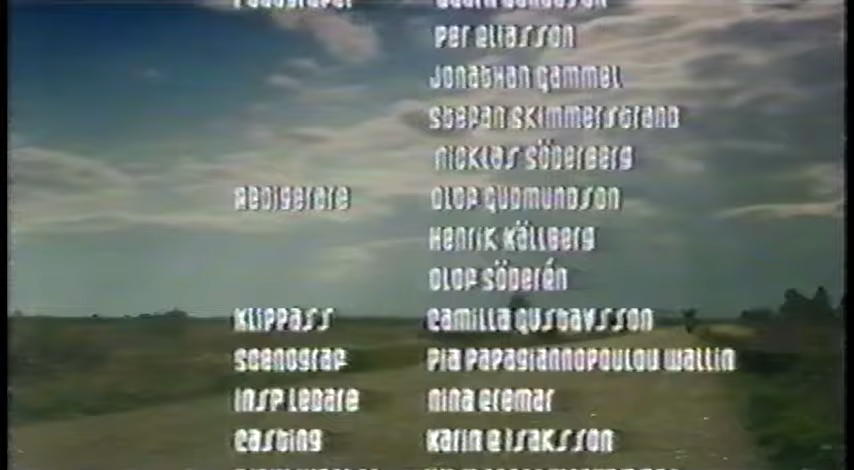 Per Eliasson
Jonathan Gammel
Stefan Skimmerstrand
Nicklas Söderberg
Redigerare Olof Gudmundson
Henrik Källberg
Olof Söderén
Klippass Camilla Gustavsson
Scenograf Pia Papagiannopoulou Wallin
Insp ledare Nina Eremar
Casting Karin E Isaksson